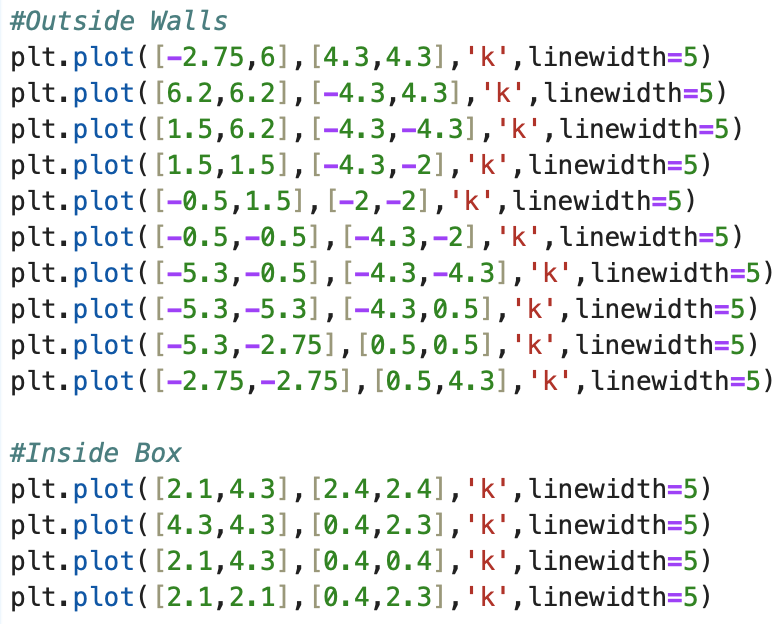 #Outside Walls
plt.plot([-2.75,6],[4.3,4.3],'k',linewidth=5)
plt.plot([6.2,6.2],[-4.3,4.3],'k',linewidth=5)
plt.plot([1.5,6.2],[-4.3,-4.3],'k',linewidth=5)
plt.plot([1.5,1.5],[-4.3,-2],'k',linewidth=5)
plt.plot([-0.5,1.5],[-2,-2],'k',linewidth=5)
plt.plot([-0.5,-0.5],[-4.3,-2],'k',linewidth=5)
plt.plot([-5.3,-0.5],[-4.3,-4.3],'k',linewidth=5)
plt.plot([-5.3,-5.3],[-4.3,0.5],'k',linewidth=5)
plt.plot([-5.3,-2.75],[0.5,0.5],'k',linewidth=5)
plt.plot([-2.75,-2.75],[0.5,4.3],'k',linewidth=5)
#Inside Box
plt.plot([2.1,4.3],[2.4,2.4],'k',linewidth=5)
plt.plot([4.3,4.3],[0.4,2.3],'k',linewidth=5)
plt.plot([2.1,4.3],[0.4,0.4],'k',linewidth=5)
plt.plot([2.1,2.1],[0.4,2.3],'k',linewidth=5)